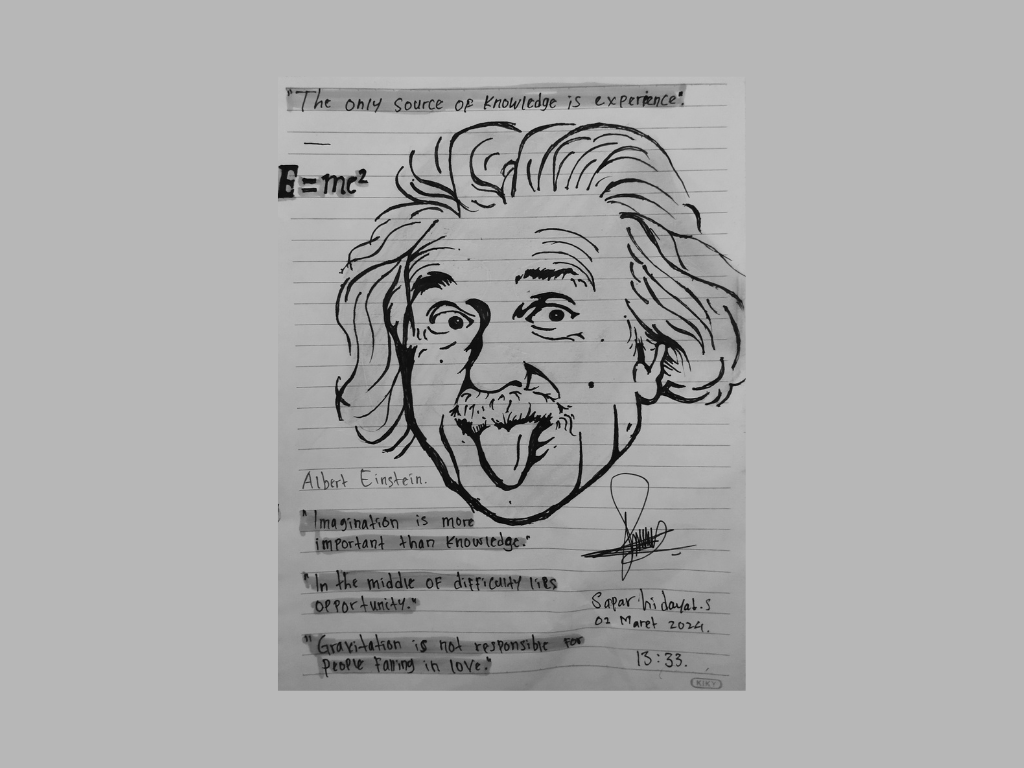 "The only source of knowledge is experience".
E=mc²
Albert Einstein.
"Imagination is more
important than knowledge."
"In the middle of difficulty lies
opportunity."
"Gravitation is not responsible for
people falling in love."
Sapar.hidayat.s
02 Maret 2024.
13:33.
KIKY